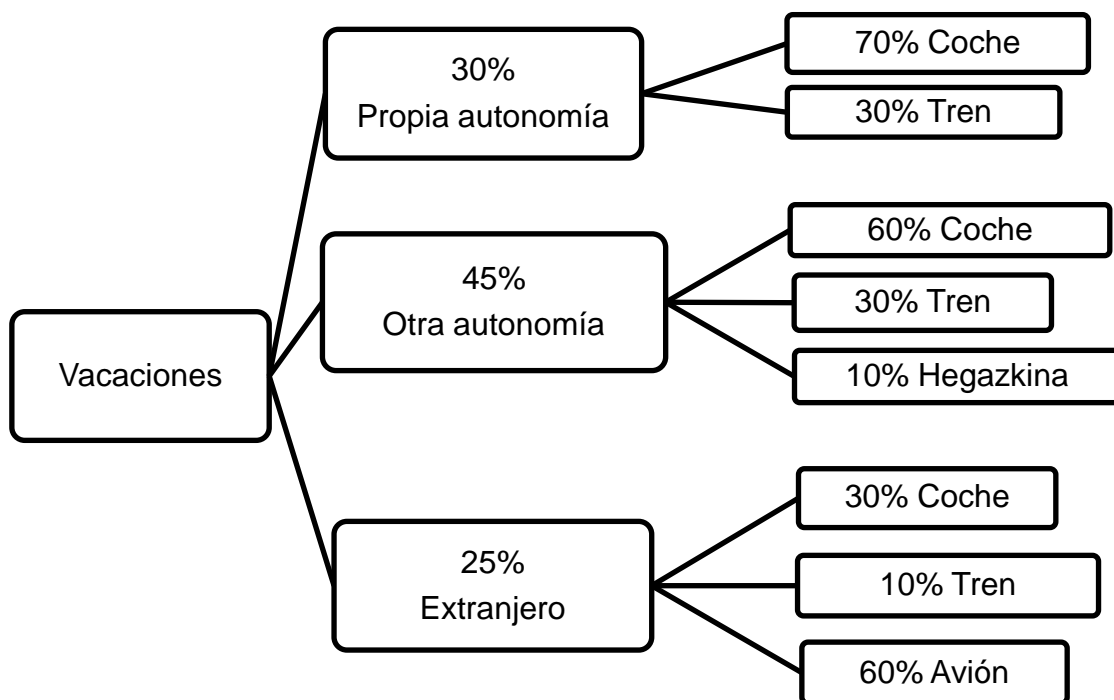 Vacaciones
30%
Propia autonomía
70% Coche
30% Tren
45%
Otra autonomía
60% Coche
30% Tren
10% Hegazkina
25%
Extranjero
30% Coche
10% Tren
60% Avión